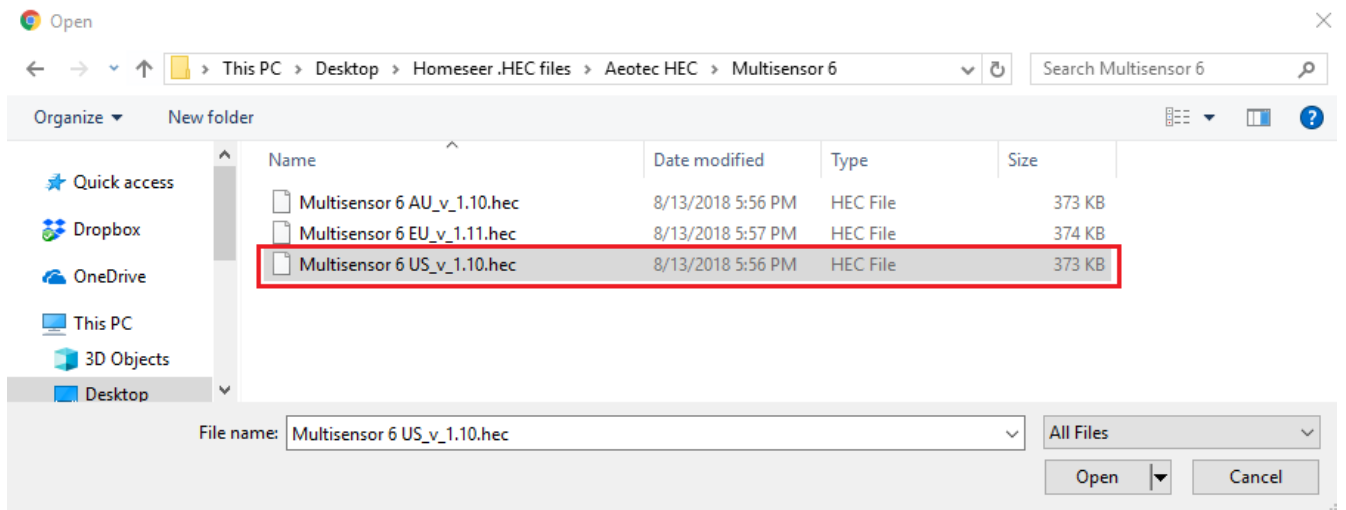 Open
This PC > Desktop > Homeseer .HEC files > Aeotec HEC > Multisensor 6
Search Multisensor 6
Organize
New folder
?
Name Date modified Type Size
Quick access
Dropbox
OneDrive
This PC
3D Objects
Desktop
Multisensor 6 AU_v_1.10.hec 8/13/2018 5:56 PM HEC File 373 KB
Multisensor 6 EU_v_1.11.hec 8/13/2018 5:57 PM HEC File 374 KB
Multisensor 6 US_v_1.10.hec 8/13/2018 5:56 PM HEC File 373 KB
File name: Multisensor 6 US_v_1.10.hec
All Files
Open
Cancel